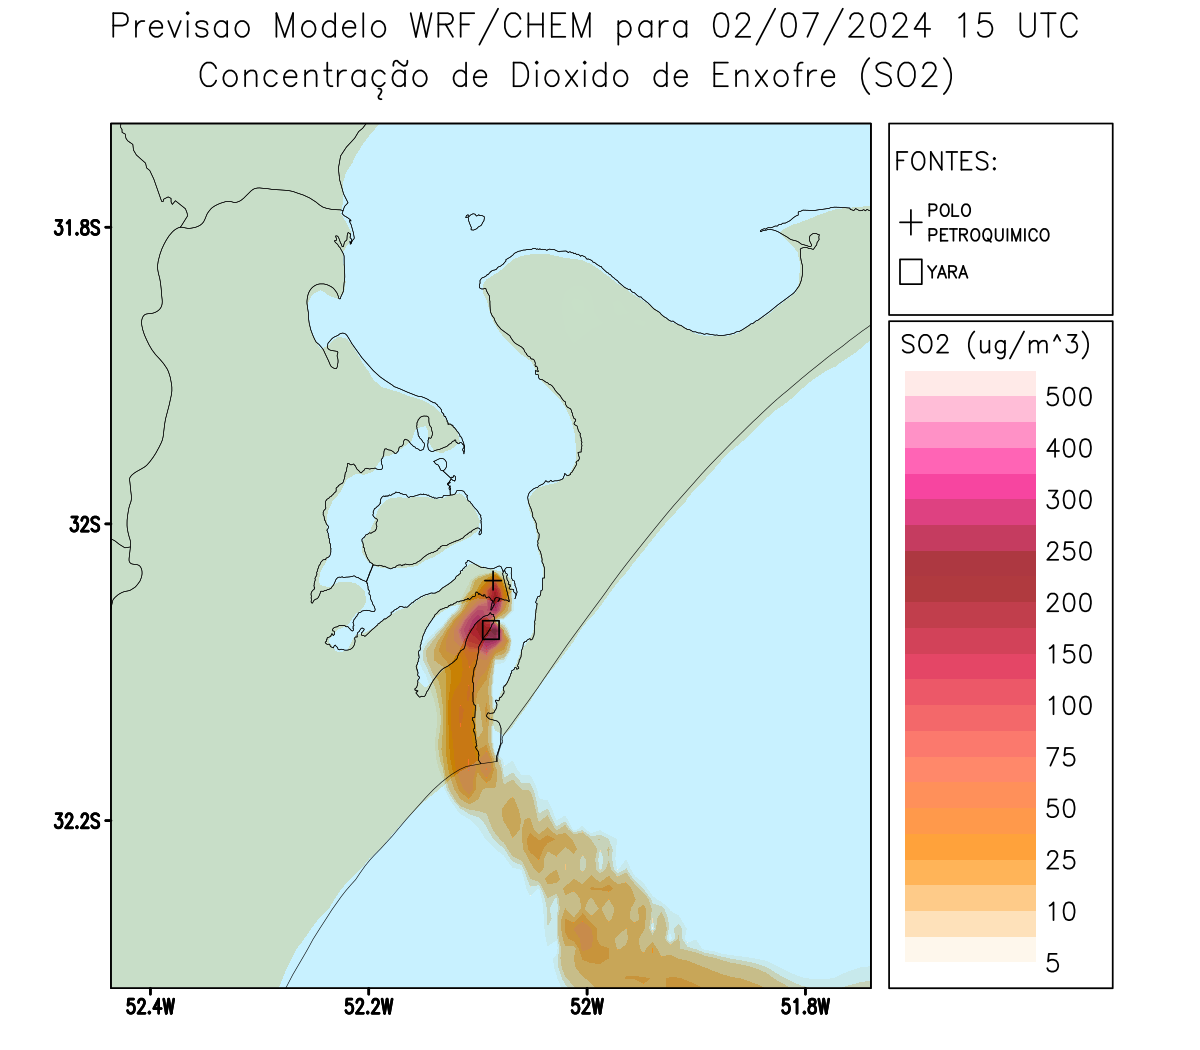 Previsao Modelo WRF/CHEM para 02/07/2024 15 UTC
Concentração de Dioxido de Enxofre (SO2)
FONTES:
POLO
PETROQUIMICO
YARA
31.8S
32S
32.2S
52.4W
52.2W
52W
51.8W
SO2 (ug/m^3)
500
400
300
250
200
150
100
75
50
25
10
5